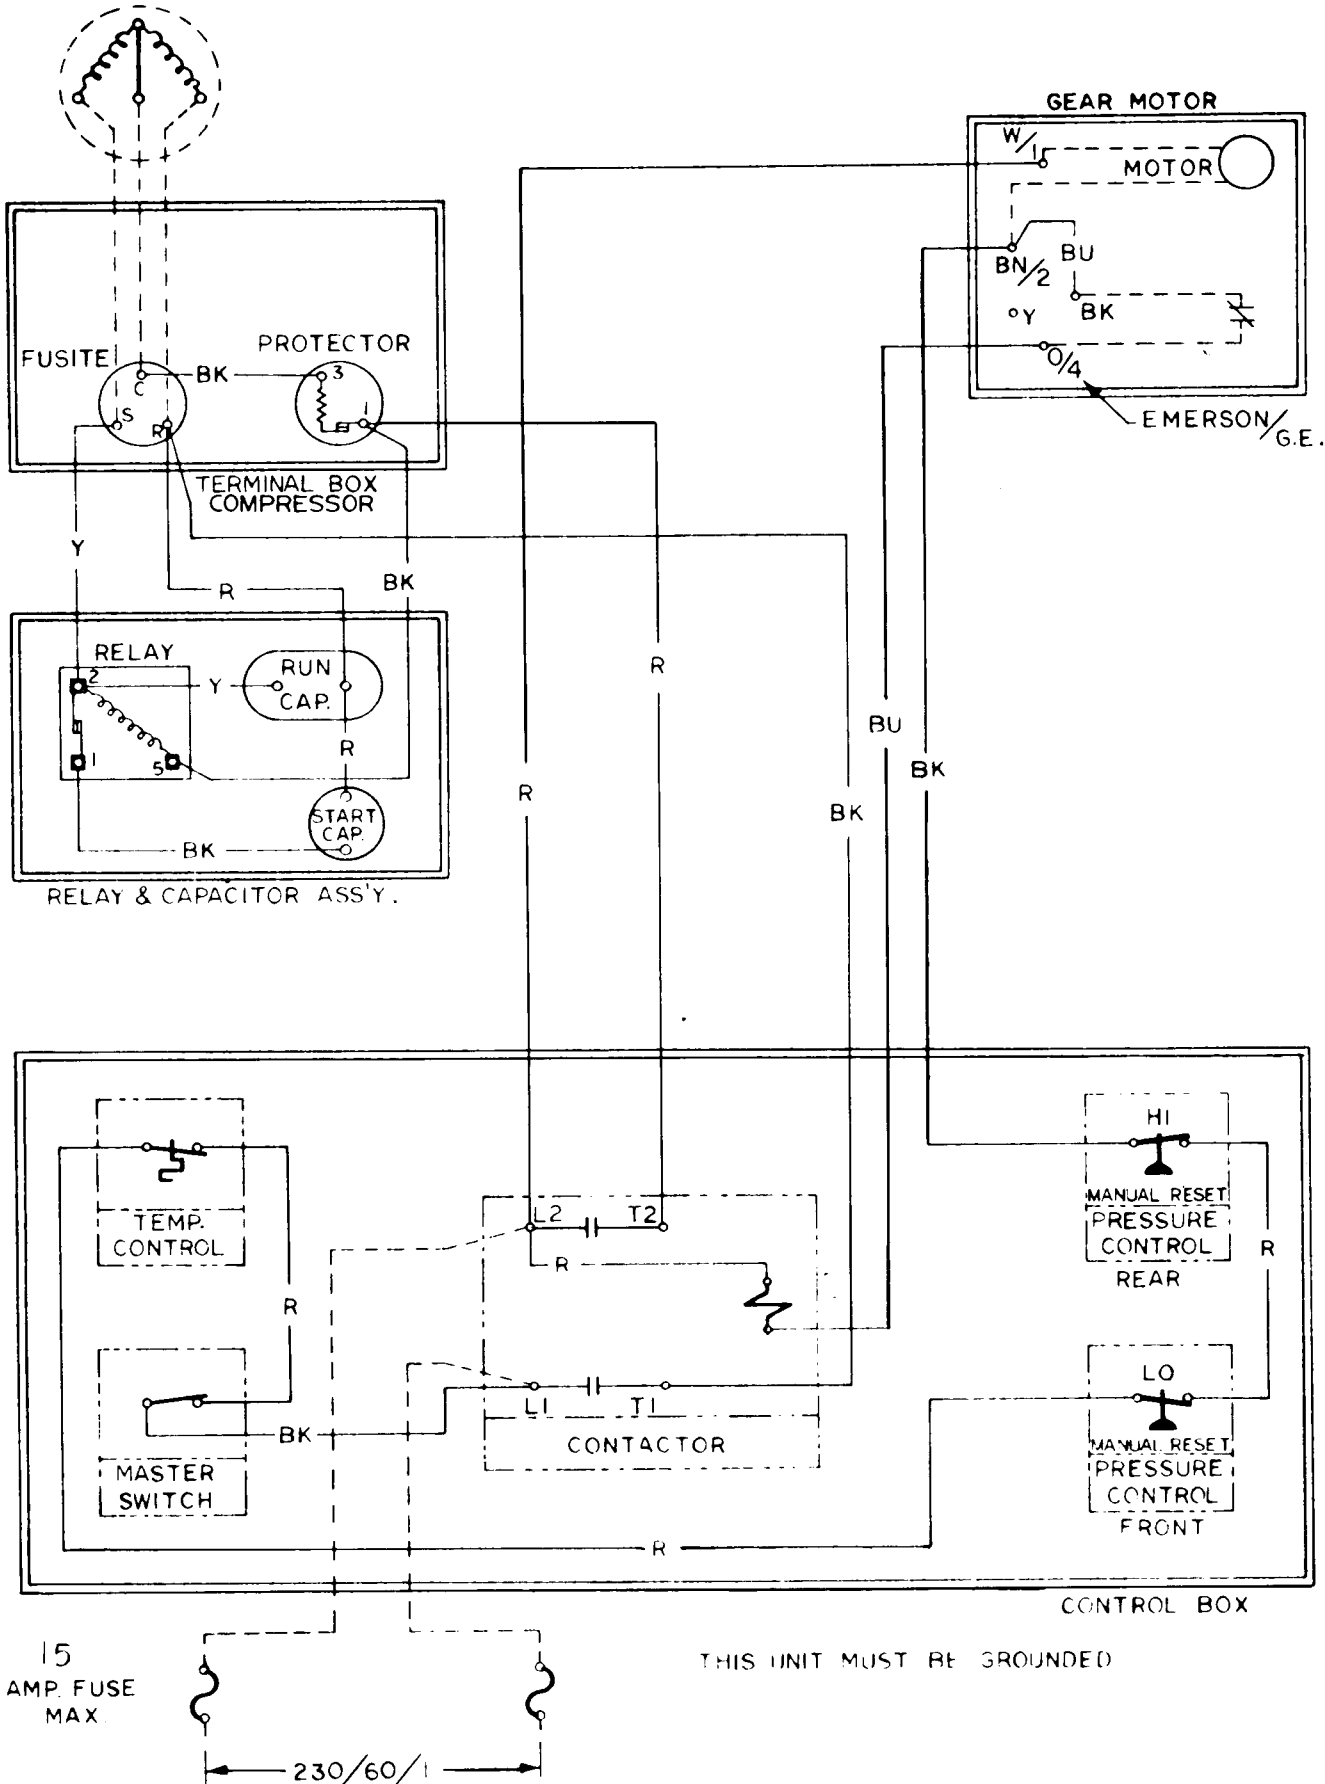 GEAR MOTOR
W/1
MOTOR
BN/2
BU
BK
Y
O/4
EMERSON/G.E.
FUSITE
PROTECTOR
C
BK
3
S
R
1
TERMINAL BOX
COMPRESSOR
Y
R
BK
RELAY
2
Y
RUN
CAP.
1
5
R
START
CAP.
BK
RELAY & CAPACITOR ASS'Y.
R
R
BK
BU
BK
TEMP.
CONTROL
R
MASTER
SWITCH
BK
L2
T2
R
L1
T1
CONTACTOR
HI
MANUAL RESET
PRESSURE
CONTROL
REAR
R
LO
MANUAL RESET
PRESSURE
CONTROL
FRONT
R
CONTROL BOX
15
AMP. FUSE
MAX.
THIS UNIT MUST BE GROUNDED
230/60/1